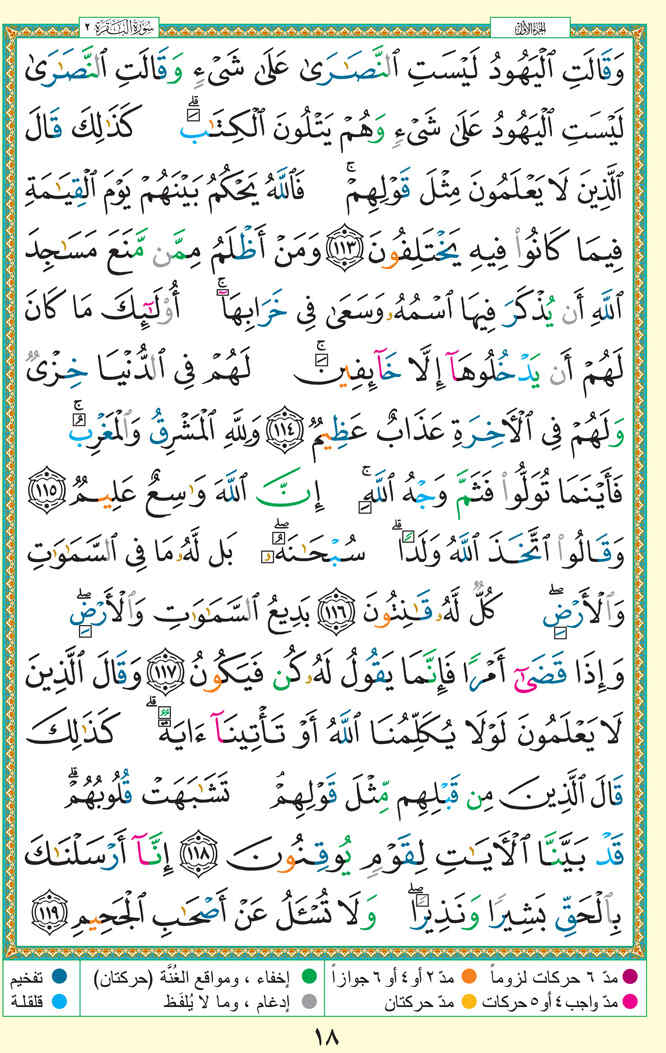 الجزء الأول
سورة البقرة ٢
وَقَالَتِ ٱلْيَهُودُ لَيْسَتِ ٱلنَّصَـٰرَىٰ عَلَىٰ شَىْءٍ وَقَالَتِ ٱلنَّصَـٰرَىٰ
لَيْسَتِ ٱلْيَهُودُ عَلَىٰ شَىْءٍ وَهُمْ يَتْلُونَ ٱلْكِتَـٰبَ ۗ كَذَٰلِكَ قَالَ
ٱلَّذِينَ لَا يَعْلَمُونَ مِثْلَ قَوْلِهِمْ ۚ فَٱللَّهُ يَحْكُمُ بَيْنَهُمْ يَوْمَ ٱلْقِيَـٰمَةِ
فِيمَا كَانُوا۟ فِيهِ يَخْتَلِفُونَ ﴿١١٣﴾ وَمَنْ أَظْلَمُ مِمَّن مَّنَعَ مَسَـٰجِدَ
ٱللَّهِ أَن يُذْكَرَ فِيهَا ٱسْمُهُۥ وَسَعَىٰ فِى خَرَابِهَآ ۚ أُو۟لَـٰٓئِكَ مَا كَانَ
لَهُمْ أَن يَدْخُلُوهَآ إِلَّا خَآئِفِينَ ۚ لَهُمْ فِى ٱلدُّنْيَا خِزْىٌ
وَلَهُمْ فِى ٱلْـَٔاخِرَةِ عَذَابٌ عَظِيمٌ ﴿١١٤﴾ وَلِلَّهِ ٱلْمَشْرِقُ وَٱلْمَغْرِبُ ۚ
فَأَيْنَمَا تُوَلُّوا۟ فَثَمَّ وَجْهُ ٱللَّهِ ۚ إِنَّ ٱللَّهَ وَٰسِعٌ عَلِيمٌ ﴿١١٥﴾
وَقَالُوا۟ ٱتَّخَذَ ٱللَّهُ وَلَدًا ۗ سُبْحَـٰنَهُۥ ۖ بَل لَّهُۥ مَا فِى ٱلسَّمَـٰوَٰتِ
وَٱلْأَرْضِ ۖ كُلٌّ لَّهُۥ قَـٰنِتُونَ ﴿١١٦﴾ بَدِيعُ ٱلسَّمَـٰوَٰتِ وَٱلْأَرْضِ ۖ
وَإِذَا قَضَىٰٓ أَمْرًا فَإِنَّمَا يَقُولُ لَهُۥ كُن فَيَكُونُ ﴿١١٧﴾ وَقَالَ ٱلَّذِينَ
لَا يَعْلَمُونَ لَوْلَا يُكَلِّمُنَا ٱللَّهُ أَوْ تَأْتِينَآ ءَايَةٌ ۗ كَذَٰلِكَ
قَالَ ٱلَّذِينَ مِن قَبْلِهِم مِّثْلَ قَوْلِهِمْ ۘ تَشَـٰبَهَتْ قُلُوبُهُمْ ۗ
قَدْ بَيَّنَّا ٱلْـَٔايَـٰتِ لِقَوْمٍ يُوقِنُونَ ﴿١١٨﴾ إِنَّآ أَرْسَلْنَـٰكَ
بِٱلْحَقِّ بَشِيرًا وَنَذِيرًا ۖ وَلَا تُسْـَٔلُ عَنْ أَصْحَـٰبِ ٱلْجَحِيمِ ﴿١١٩﴾
مدّ ٦ حركات لزوماً مدّ ٢ أو ٤ أو ٦ جوازاً إخفاء ، ومواقع الغُنَّة (حركتان) تفخيم
مدّ واجب ٤ أو ٥ حركات مدّ حركتان إدغام ، وما لا يُلفَظ قلقلة
١٨